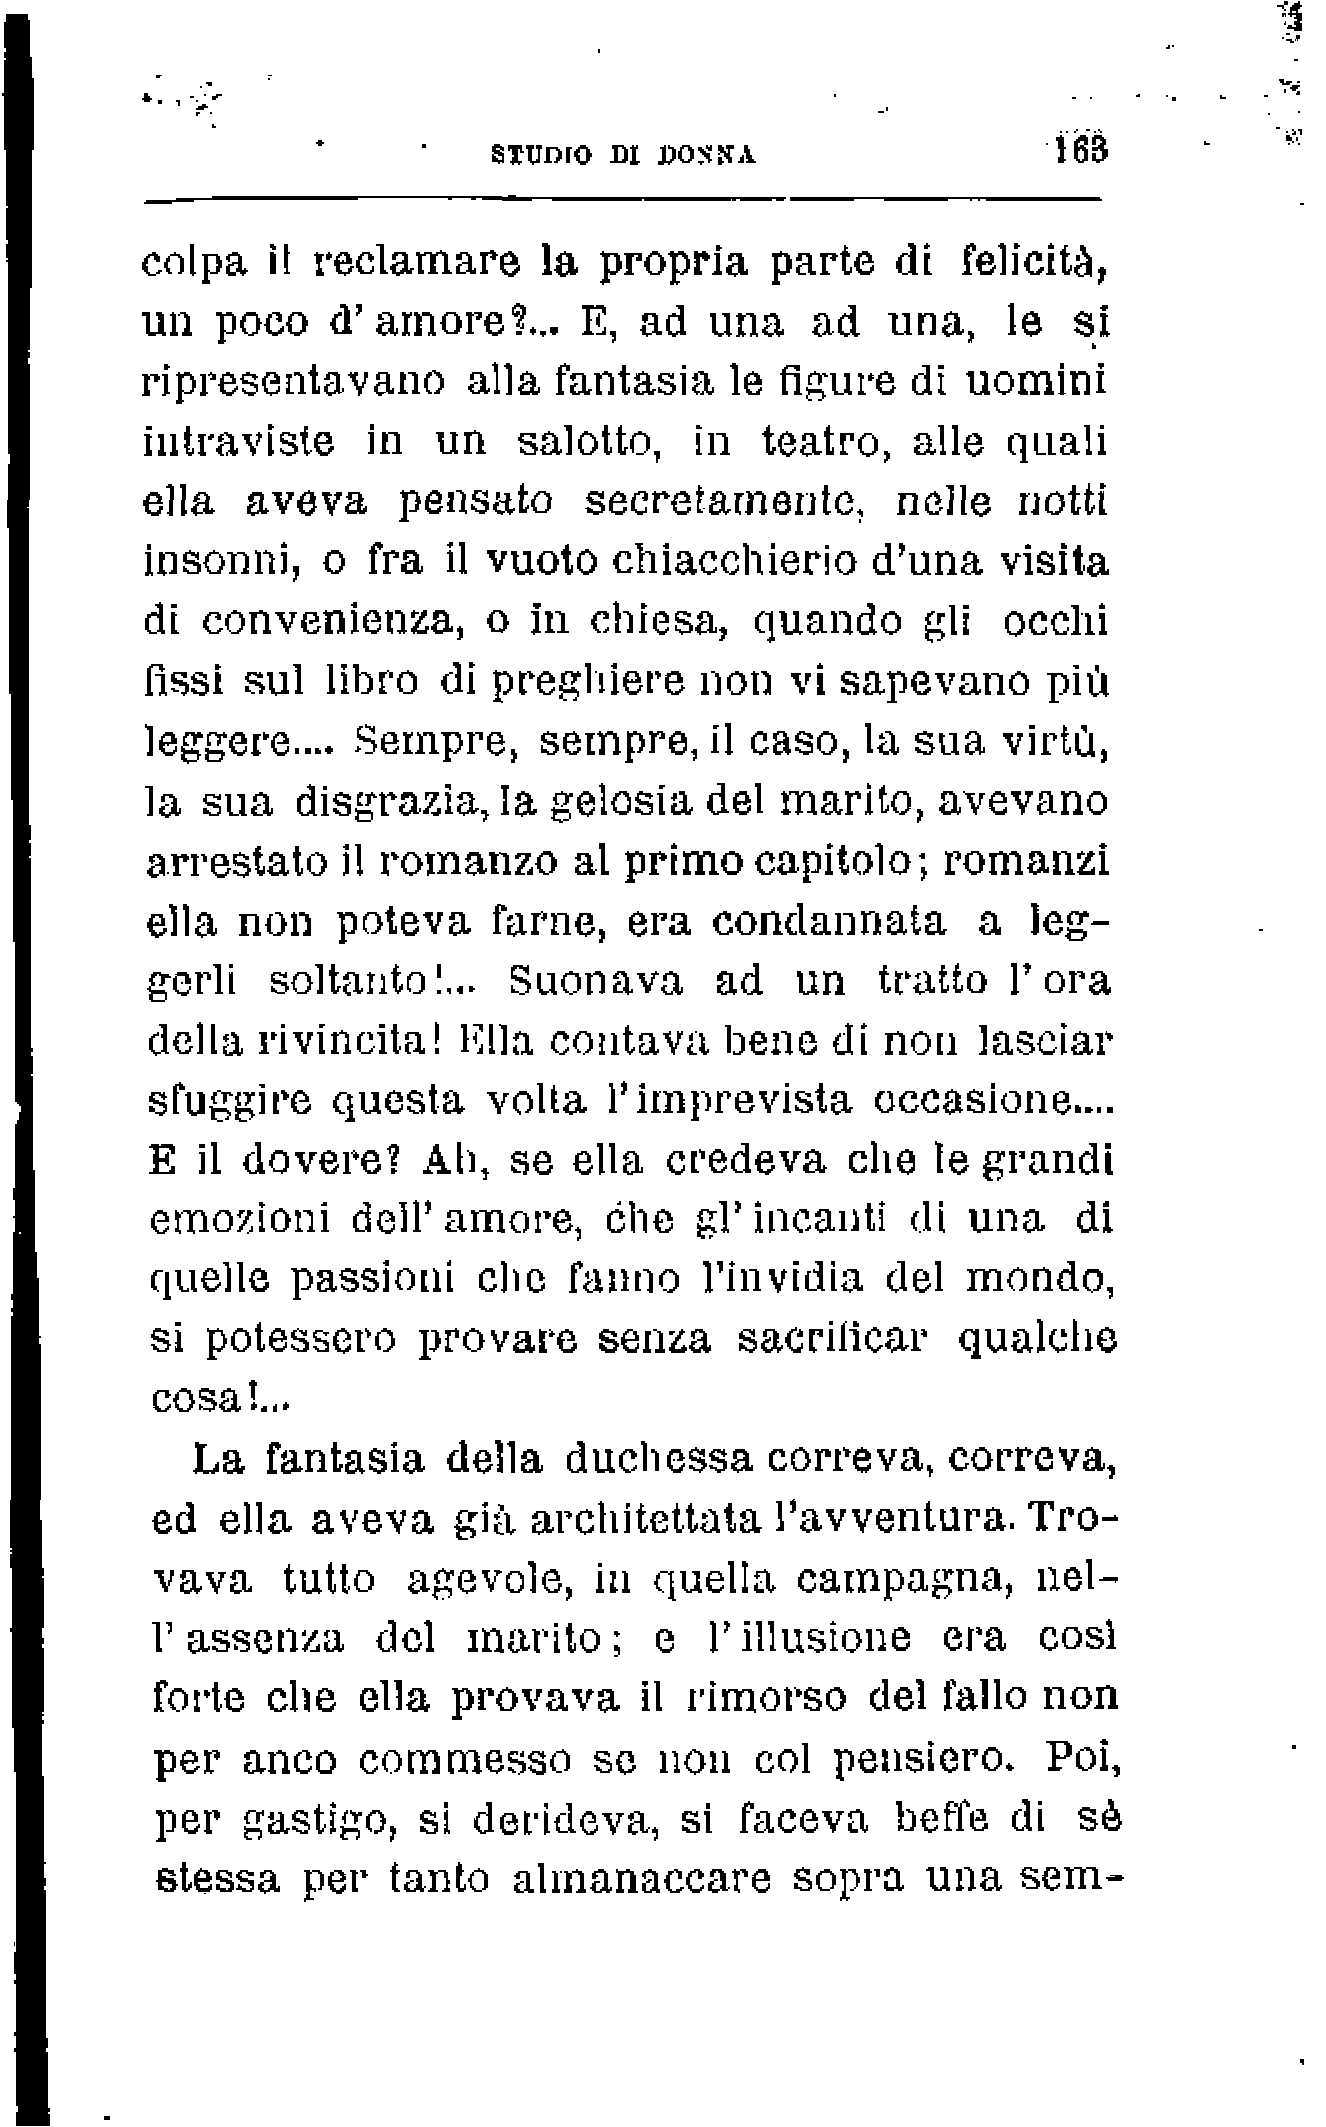 STUDIO DI DONNA 163
colpa il reclamare la propria parte di felicità,
un poco d' amore?... E, ad una ad una, le si
ripresentavano alla fantasia le figure di uomini
intraviste in un salotto, in teatro, alle quali
ella aveva pensato secretamente, nelle notti
insonni, o fra il vuoto chiacchierio d'una visita
di convenienza, o in chiesa, quando gli occhi
fissi sul libro di preghiere non vi sapevano più
leggere.... Sempre, sempre, il caso, la sua virtù,
la sua disgrazia, la gelosia del marito, avevano
arrestato il romanzo al primo capitolo; romanzi
ella non poteva farne, era condannata a leg-
gerli soltanto!... Suonava ad un tratto l' ora
della rivincita! Ella contava bene di non lasciar
sfuggire questa volta l' imprevista occasione....
E il dovere? Ah, se ella credeva che le grandi
emozioni dell' amore, che gl' incanti di una di
quelle passioni che fanno l'invidia del mondo,
si potessero provare senza sacrificar qualche
cosa!...
La fantasia della duchessa correva, correva,
ed ella aveva già architettata l'avventura. Tro-
vava tutto agevole, in quella campagna, nel-
l' assenza del marito; e l' illusione era così
forte che ella provava il rimorso del fallo non
per anco commesso se non col pensiero. Poi,
per gastigo, si derideva, si faceva beffe di sè
stessa per tanto almanaccare sopra una sem-